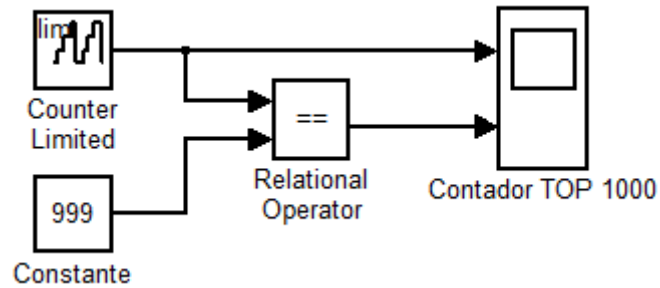 lim
Counter
Limited
==
Relational
Operator
Contador TOP 1000
999
Constante